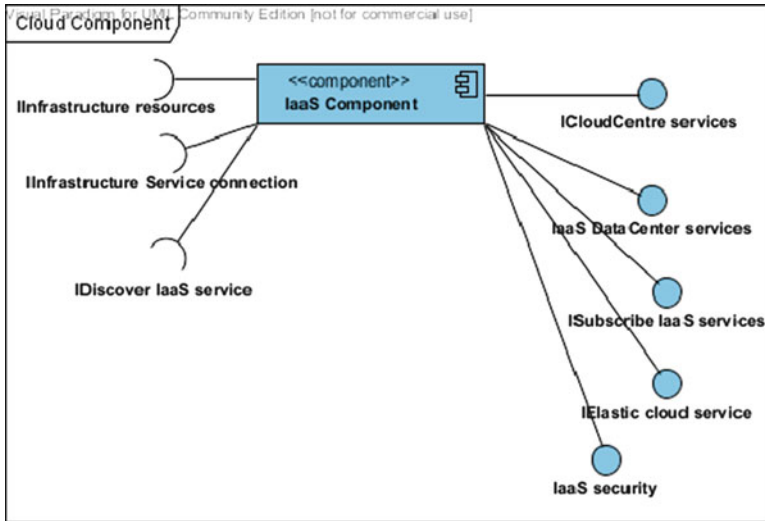 Visual Paradigm for UML Community Edition [not for commercial use]
Cloud Component
<<component>>
IaaS Component
IInfrastructure resources
ICloudCentre services
IInfrastructure Service connection
IaaS DataCenter services
IDiscover IaaS service
ISubscribe IaaS services
IElastic cloud service
IaaS security